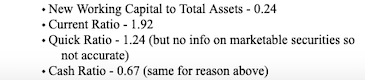 • New Working Capital to Total Assets - 0.24
• Current Ratio - 1.92
• Quick Ratio - 1.24 (but no info on marketable securities so
not accurate)
• Cash Ratio - 0.67 (same for reason above)